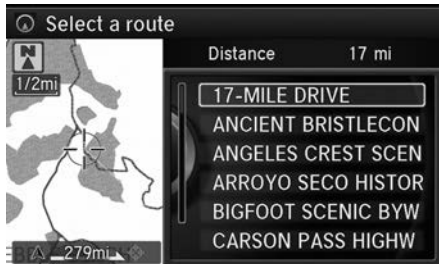 Select a route
N
1/2mi
Distance 17 mi
17-MILE DRIVE
ANCIENT BRISTLECON
ANGELES CREST SCEN
ARROYO SECO HISTOR
BIGFOOT SCENIC BYW
CARSON PASS HIGHW
279mi